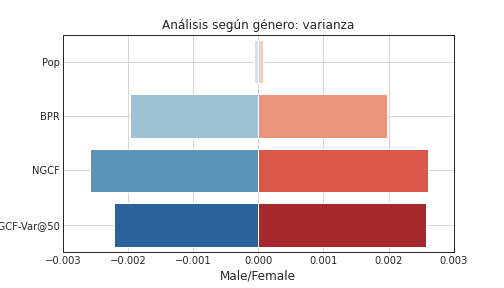 Análisis según género: varianza
Pop
BPR
NGCF
GCF-Var@50
−0.003 −0.002 −0.001 0.000 0.001 0.002 0.003
Male/Female